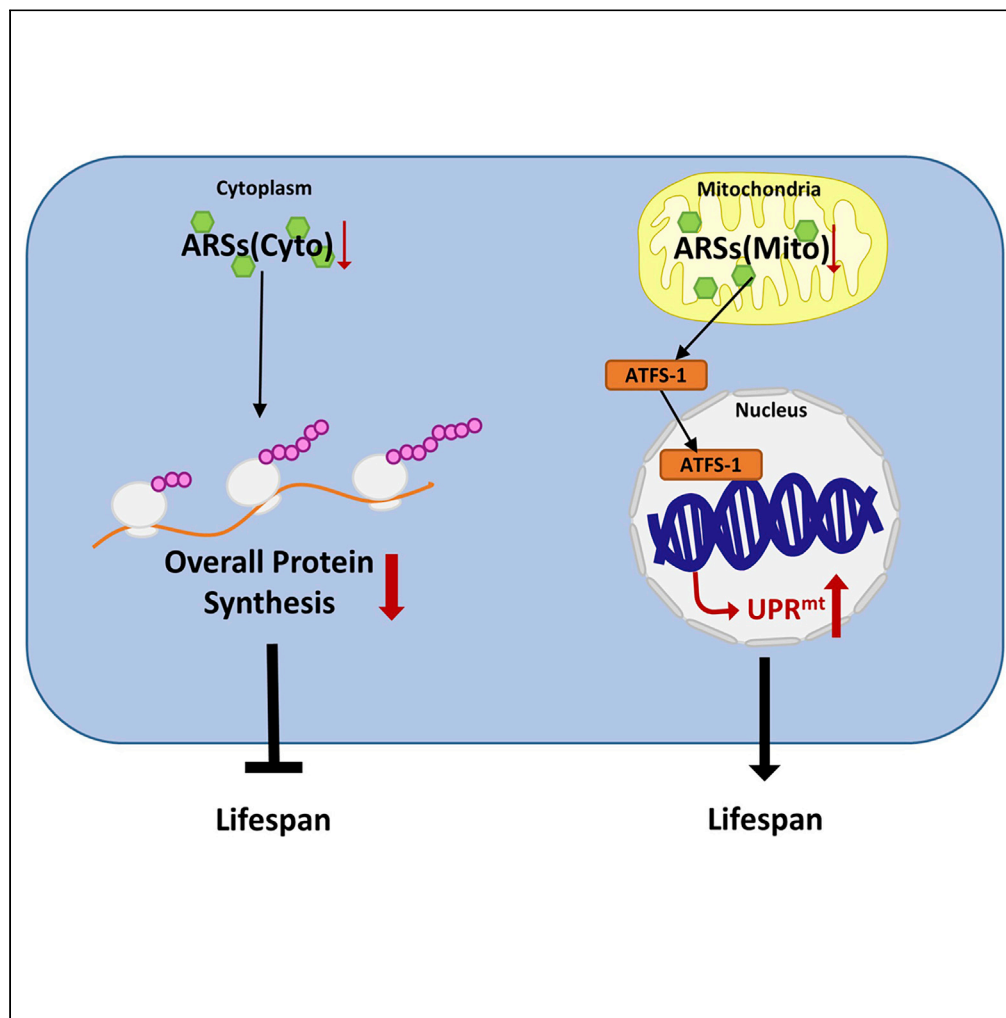 Cytoplasm
ARSs(Cyto)
Overall Protein
Synthesis
Lifespan
Mitochondria
ARSs(Mito)
ATFS-1
Nucleus
ATFS-1
UPRᵐᵗ
Lifespan